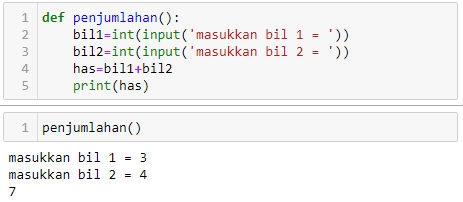 1 def penjumlahan():
2     bil1=int(input('masukkan bil 1 = '))
3     bil2=int(input('masukkan bil 2 = '))
4     has=bil1+bil2
5     print(has)
1 penjumlahan()
masukkan bil 1 = 3
masukkan bil 2 = 4
7